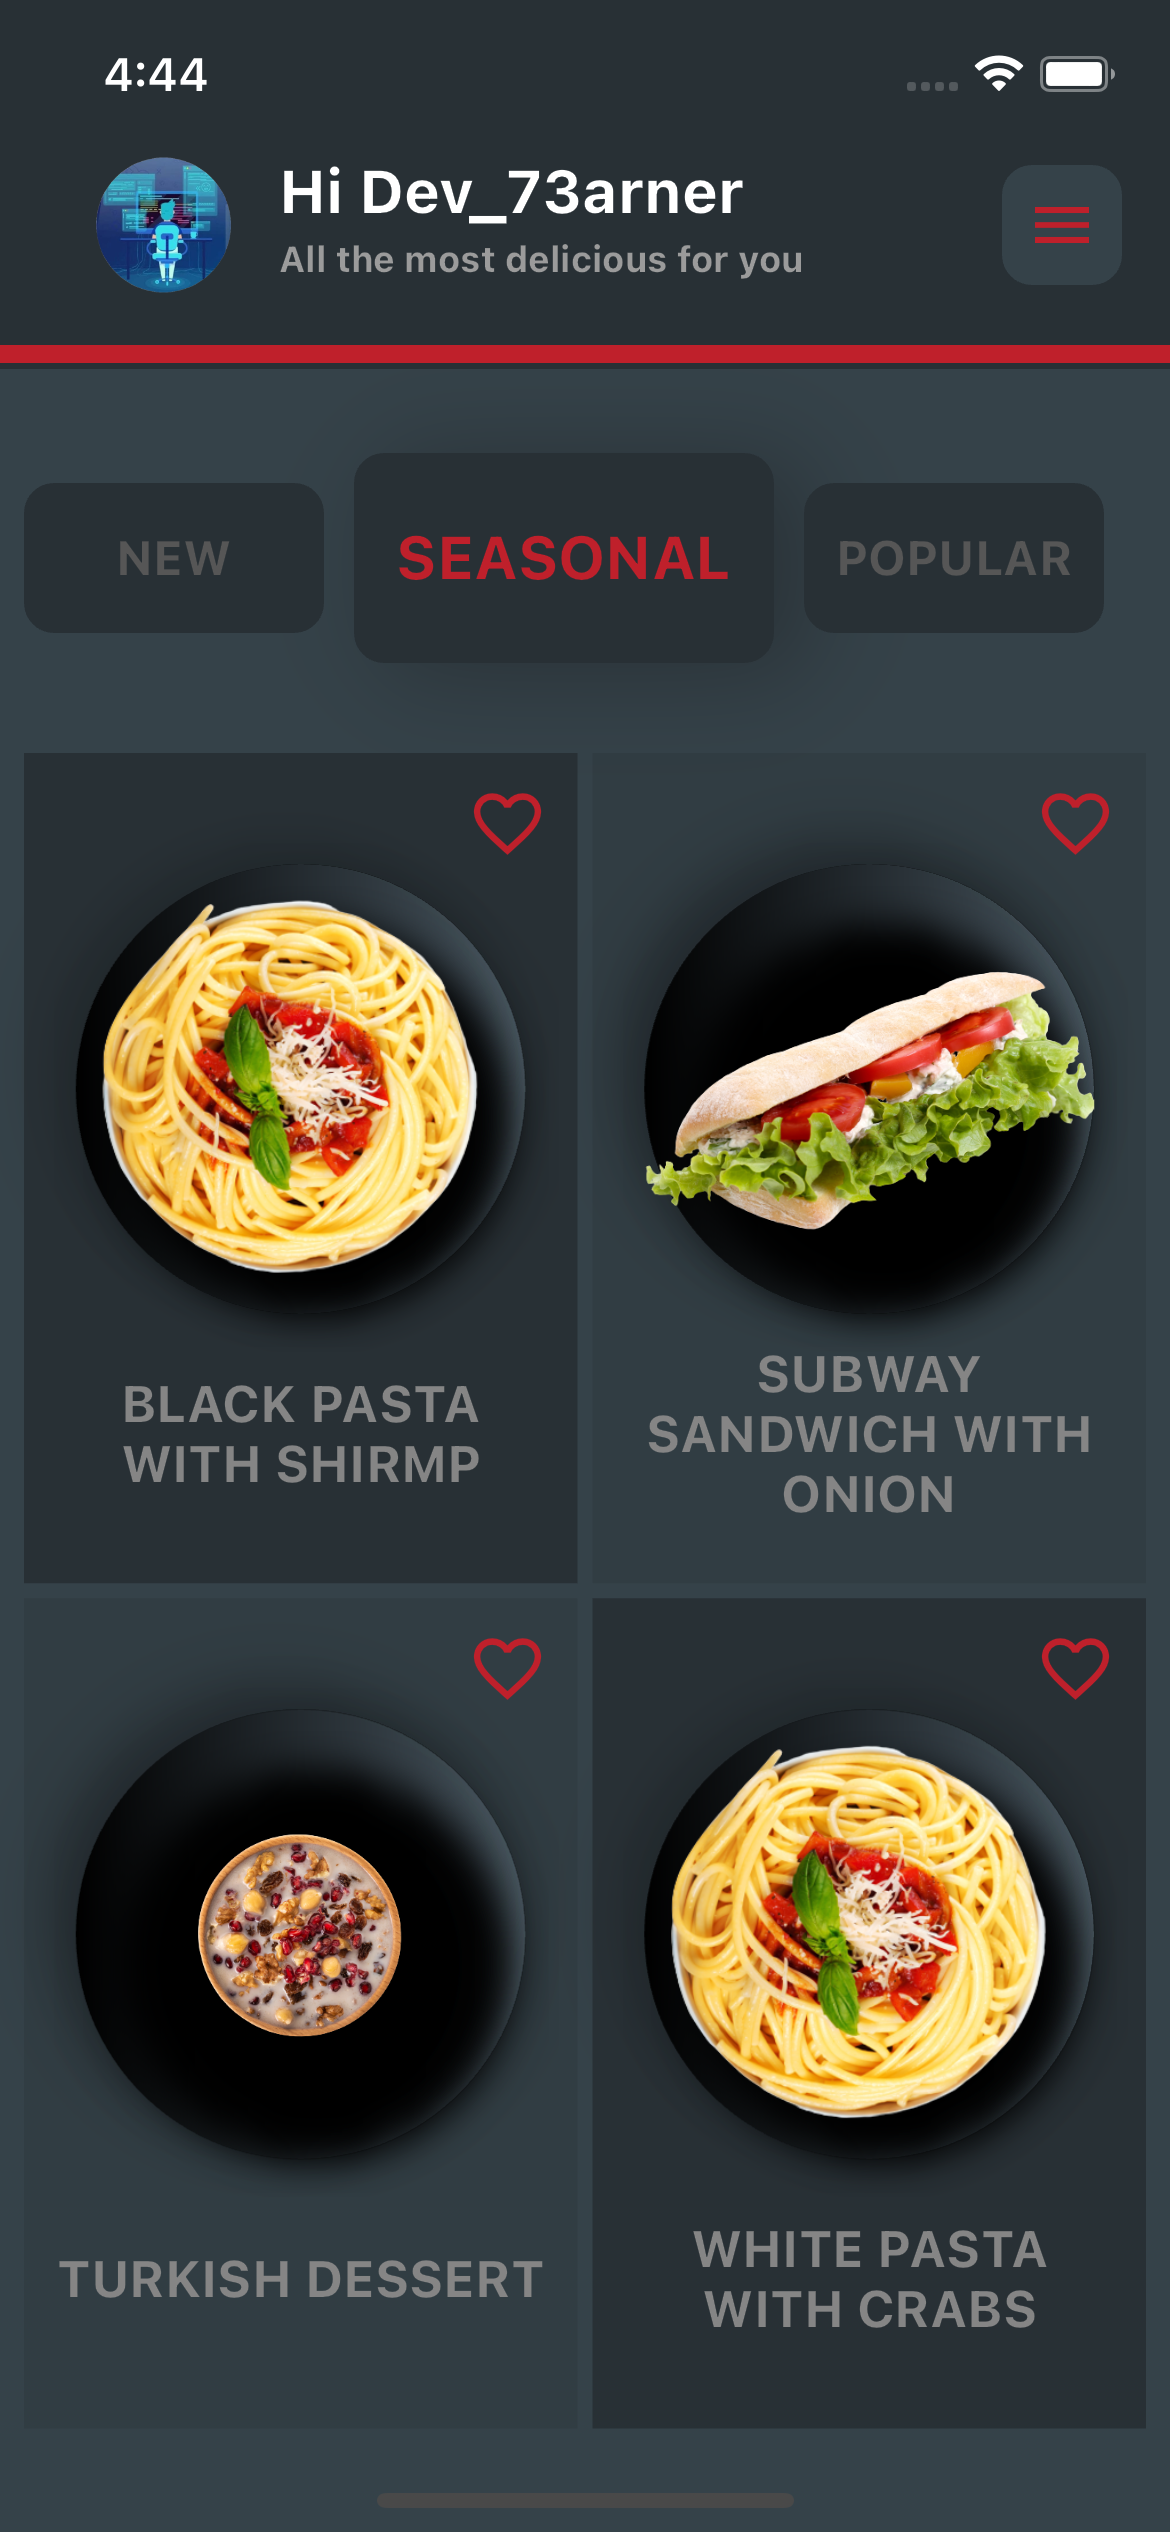 4:44
Hi Dev_73arner
All the most delicious for you
NEW
SEASONAL
POPULAR
BLACK PASTA
WITH SHIRMP
SUBWAY
SANDWICH WITH
ONION
TURKISH DESSERT
WHITE PASTA
WITH CRABS